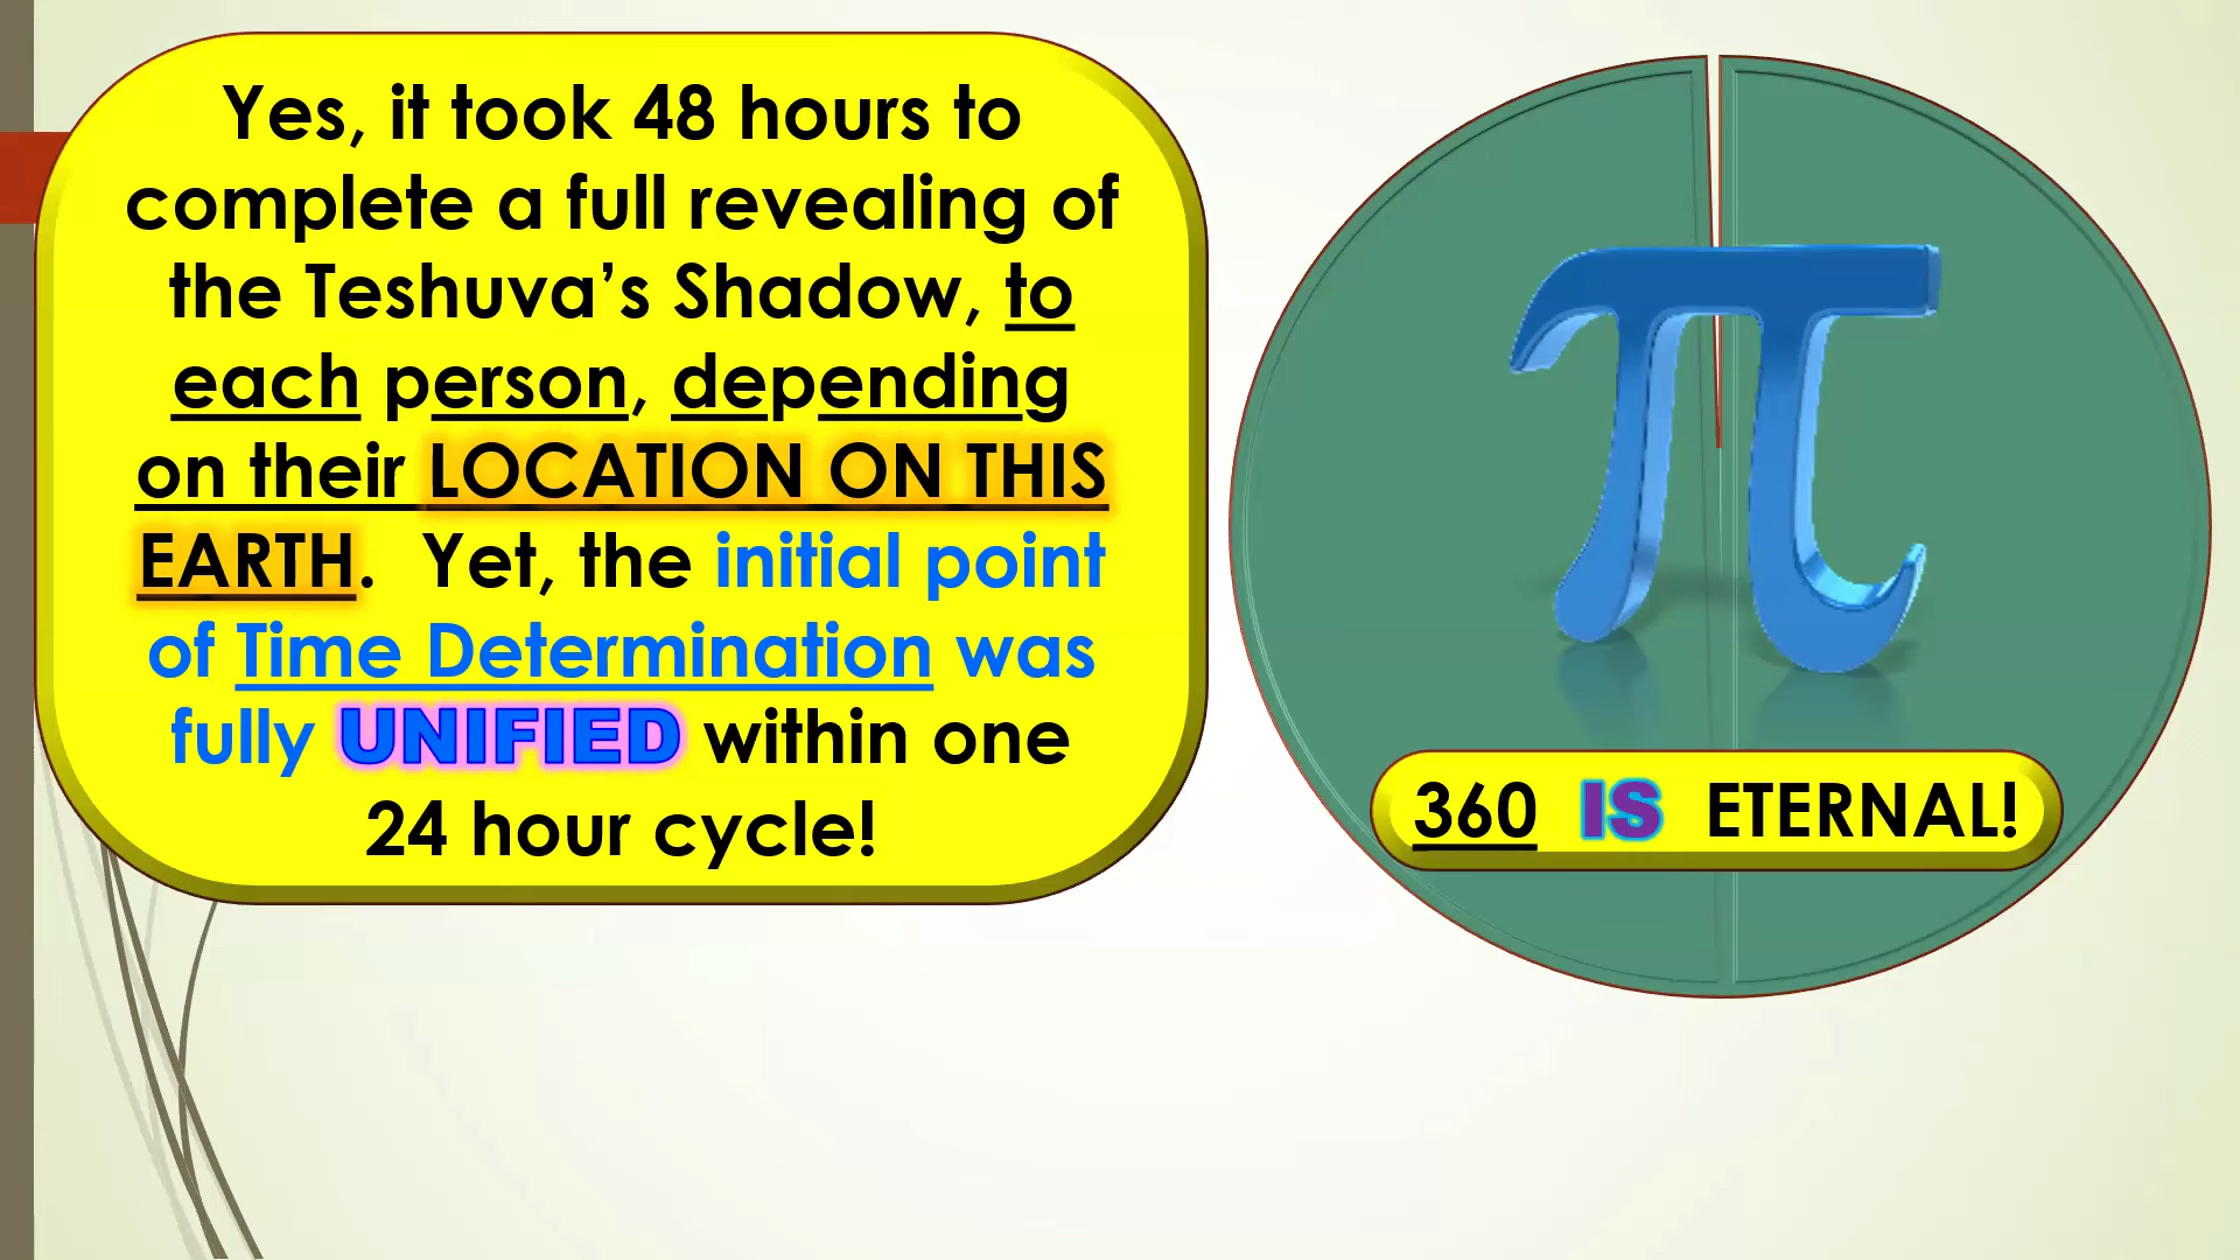 Yes, it took 48 hours to
complete a full revealing of
the Teshuva’s Shadow, to
each person, depending
on their LOCATION ON THIS
EARTH. Yet, the initial point
of Time Determination was
fully UNIFIED within one
24 hour cycle!
π
360 IS ETERNAL!